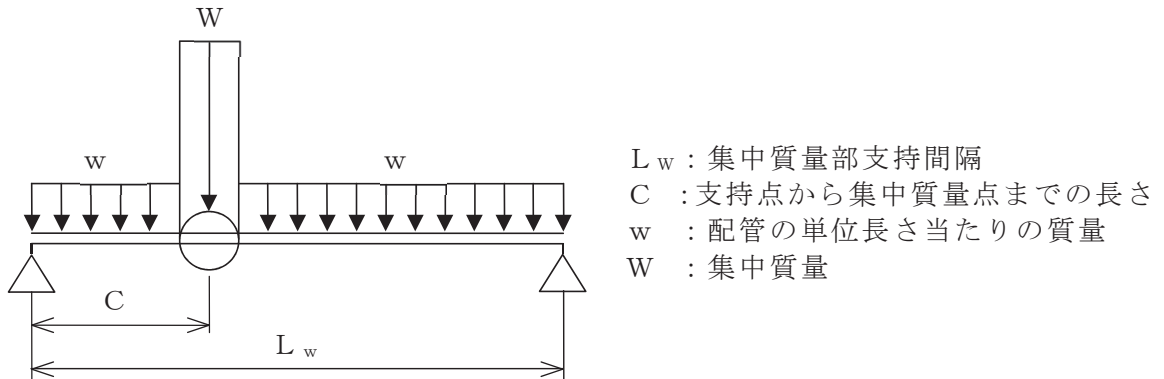 W
w
w
C
L w
L w : 集中質量部支持間隔
C : 支持点から集中質量点までの長さ
w : 配管の単位長さ当たりの質量
W : 集中質量